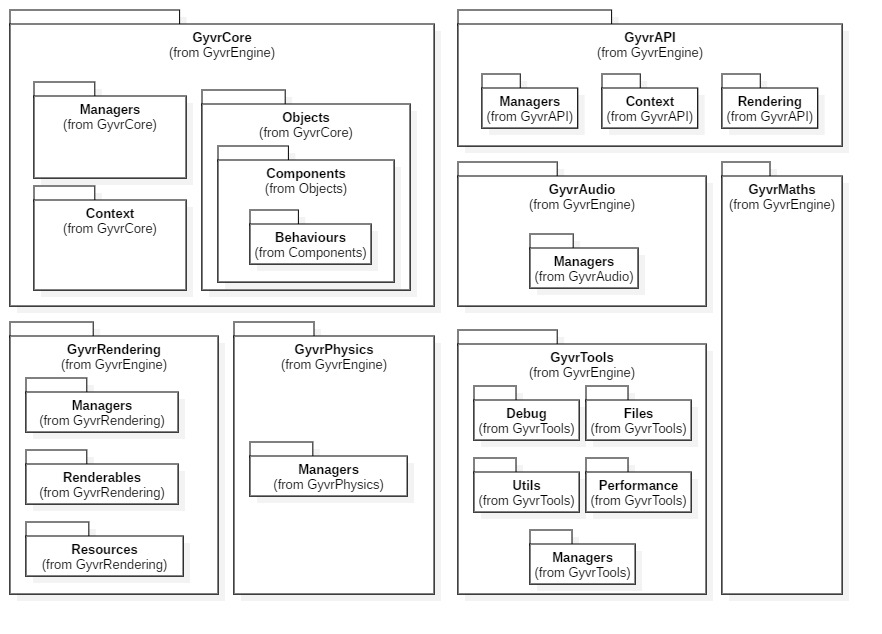 GyvrCore
(from GyvrEngine)
Managers
(from GyvrCore)
Context
(from GyvrCore)
Objects
(from GyvrCore)
Components
(from Objects)
Behaviours
(from Components)
GyvrAPI
(from GyvrEngine)
Managers
(from GyvrAPI)
Context
(from GyvrAPI)
Rendering
(from GyvrAPI)
GyvrAudio
(from GyvrEngine)
Managers
(from GyvrAudio)
GyvrMaths
(from GyvrEngine)
GyvrRendering
(from GyvrEngine)
Managers
(from GyvrRendering)
Renderables
(from GyvrRendering)
Resources
(from GyvrRendering)
GyvrPhysics
(from GyvrEngine)
Managers
(from GyvrPhysics)
GyvrTools
(from GyvrEngine)
Debug
(from GyvrTools)
Files
(from GyvrTools)
Utils
(from GyvrTools)
Performance
(from GyvrTools)
Managers
(from GyvrTools)